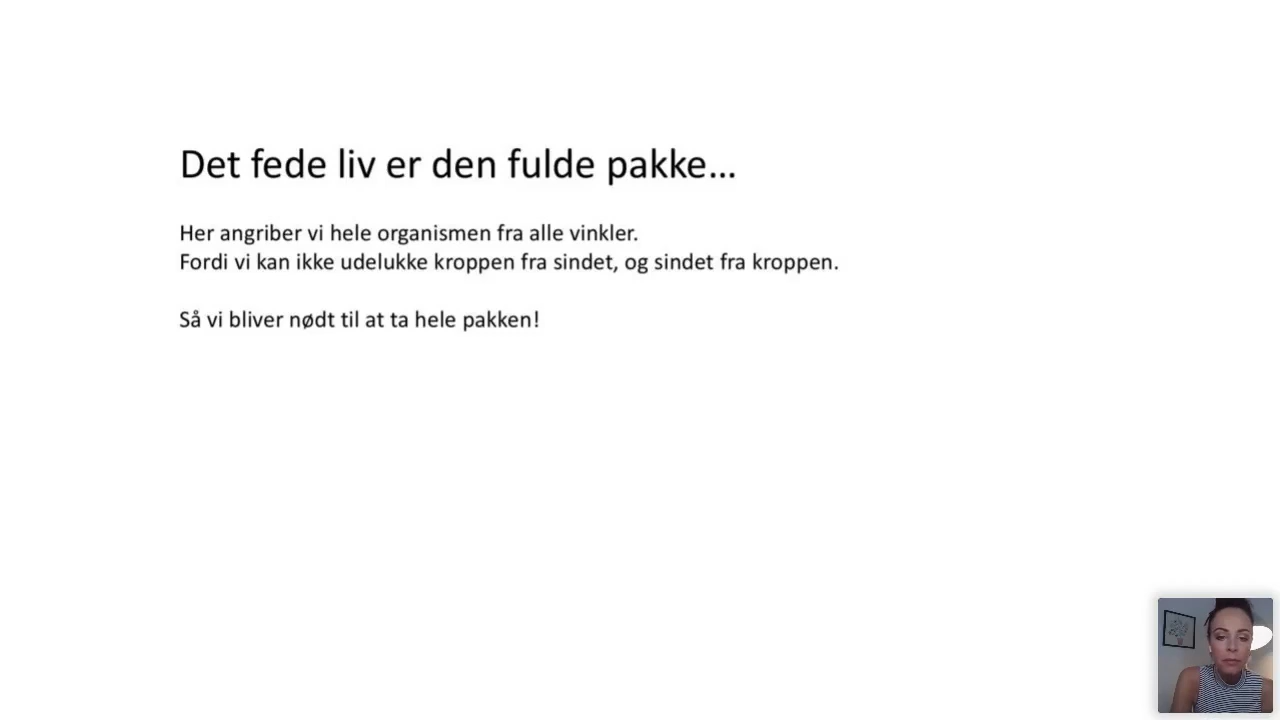 Det fede liv er den fulde pakke...
Her angriber vi hele organismen fra alle vinkler.
Fordi vi kan ikke udelukke kroppen fra sindet, og sindet fra kroppen.
Så vi bliver nødt til at ta hele pakken!